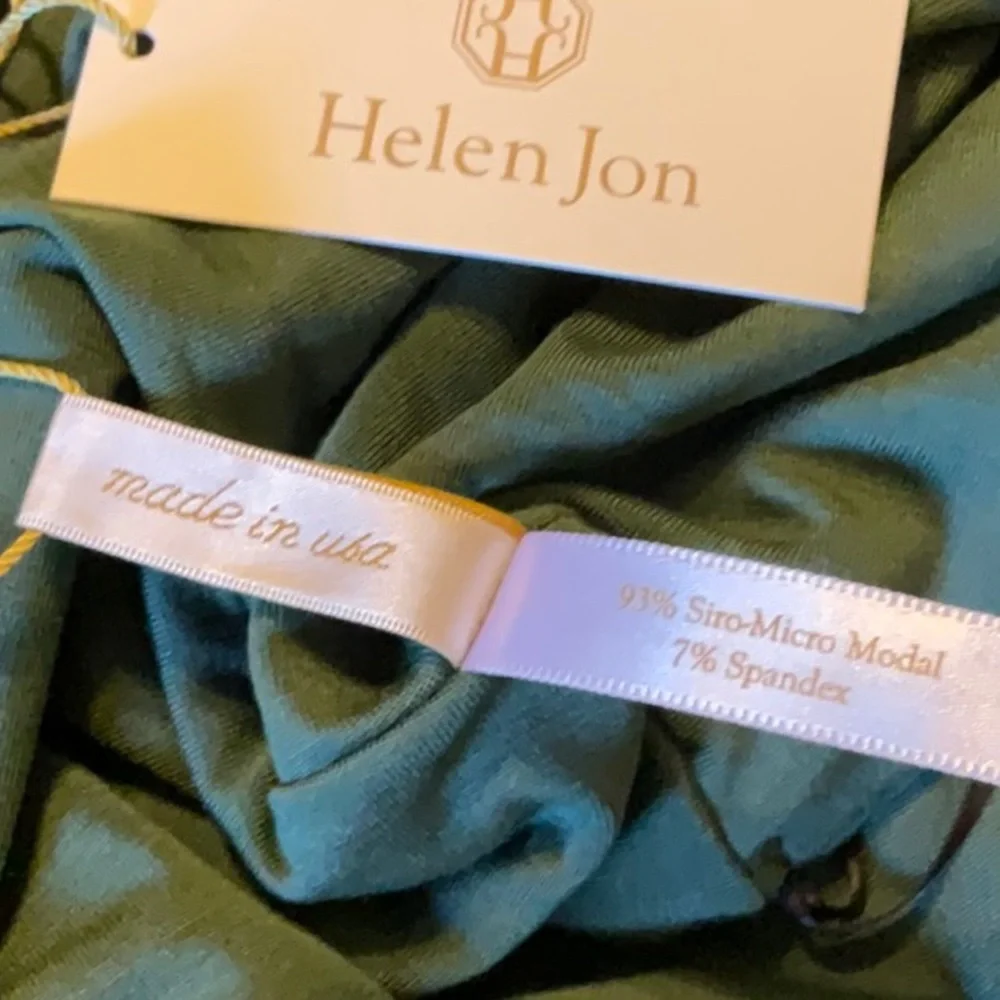 Helen Jon
made in usa
93% Siro-Micro Modal
7% Spandex